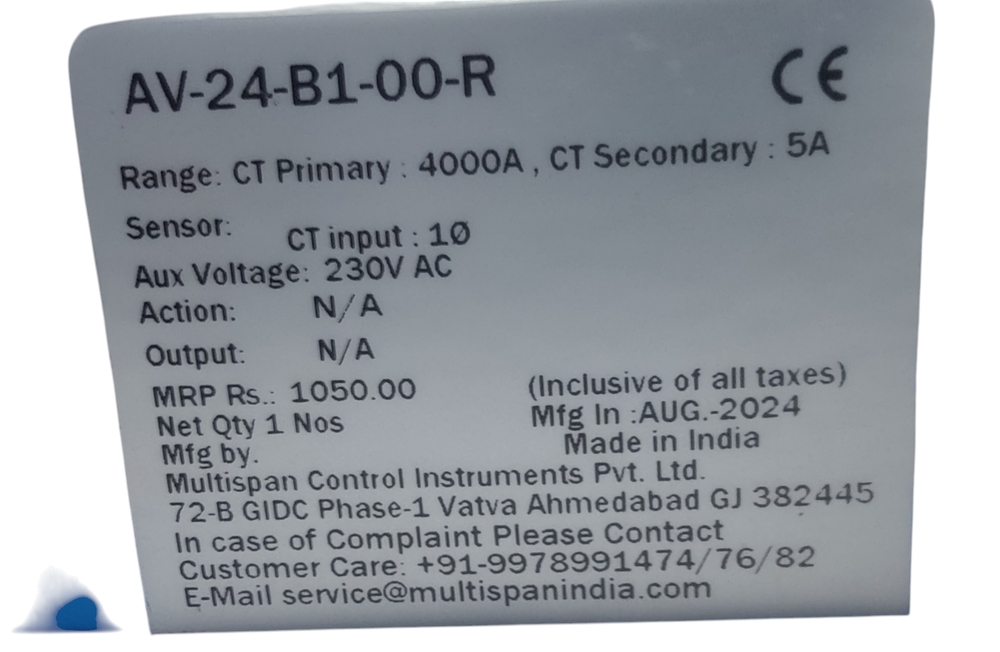 AV-24-B1-00-R CE
Range: CT Primary : 4000A , CT Secondary : 5A
Sensor: CT input : 1Ø
Aux Voltage: 230V AC
Action: N/A
Output: N/A
MRP Rs.: 1050.00 (Inclusive of all taxes)
Net Qty 1 Nos Mfg In :AUG.-2024
Mfg by. Made in India
Multispan Control Instruments Pvt. Ltd.
72-B GIDC Phase-1 Vatva Ahmedabad GJ 382445
In case of Complaint Please Contact
Customer Care: +91-9978991474/76/82
E-Mail service@multispanindia.com